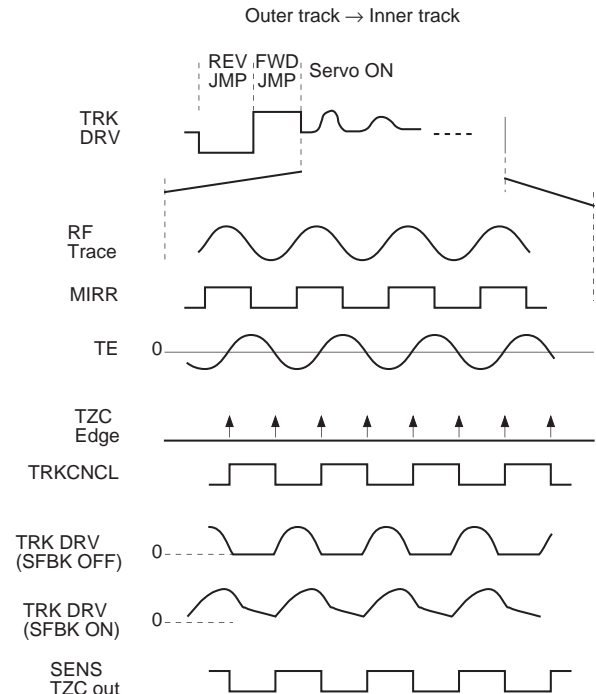 Outer track → Inner track
REV FWD
JMP JMP
Servo ON
TRK
DRV
RF
Trace
MIRR
TE
0
TZC
Edge
TRKCNCL
TRK DRV
(SFBK OFF)
0
TRK DRV
(SFBK ON)
0
SENS
TZC out